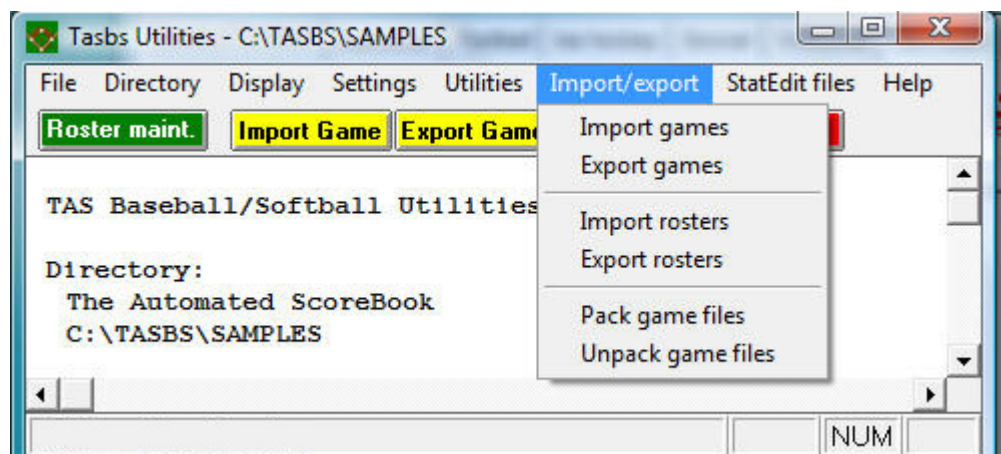 Tasbs Utilities - C:\TASBS\SAMPLES
File Directory Display Settings Utilities Import/export StatEdit files Help
Roster maint. Import Game Export Game
Import games
Export games
Import rosters
Export rosters
Pack game files
Unpack game files
TAS Baseball/Softball Utilities
Directory:
The Automated ScoreBook
C:\TASBS\SAMPLES
NUM